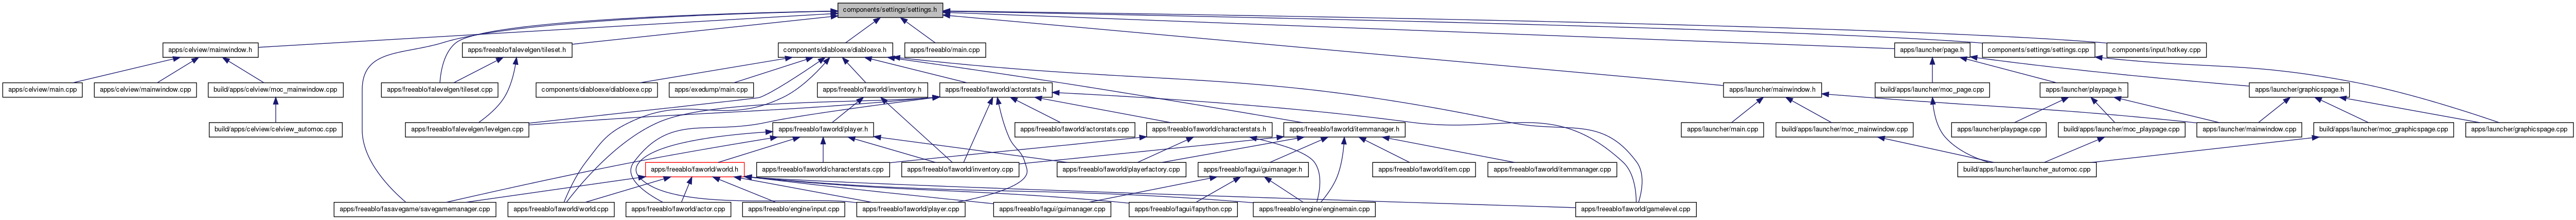 components/settings/settings.h
apps/celview/mainwindow.h
apps/freeablo/falevelgen/tileset.h
components/diabloexe/diabloexe.h
apps/freeablo/main.cpp
apps/launcher/page.h
components/settings/settings.cpp
components/input/hotkey.cpp
apps/celview/main.cpp
apps/celview/mainwindow.cpp
build/apps/celview/moc_mainwindow.cpp
apps/freeablo/falevelgen/tileset.cpp
components/diabloexe/diabloexe.cpp
apps/exedump/main.cpp
apps/freeablo/faworld/inventory.h
apps/freeablo/faworld/actorstats.h
apps/launcher/mainwindow.h
build/apps/launcher/moc_page.cpp
apps/launcher/playpage.h
apps/launcher/graphicspage.h
build/apps/celview/celview_automoc.cpp
apps/freeablo/falevelgen/levelgen.cpp
apps/freeablo/faworld/player.h
apps/freeablo/faworld/actorstats.cpp
apps/freeablo/faworld/characterstats.h
apps/freeablo/faworld/itemmanager.h
apps/launcher/main.cpp
build/apps/launcher/moc_mainwindow.cpp
apps/launcher/playpage.cpp
build/apps/launcher/moc_playpage.cpp
apps/launcher/mainwindow.cpp
build/apps/launcher/moc_graphicspage.cpp
apps/launcher/graphicspage.cpp
apps/freeablo/faworld/world.h
apps/freeablo/faworld/characterstats.cpp
apps/freeablo/faworld/inventory.cpp
apps/freeablo/faworld/playerfactory.cpp
apps/freeablo/fagui/guimanager.h
apps/freeablo/faworld/item.cpp
apps/freeablo/faworld/itemmanager.cpp
build/apps/launcher/launcher_automoc.cpp
apps/freeablo/fasavegame/savegamemanager.cpp
apps/freeablo/faworld/world.cpp
apps/freeablo/faworld/actor.cpp
apps/freeablo/engine/input.cpp
apps/freeablo/faworld/player.cpp
apps/freeablo/fagui/guimanager.cpp
apps/freeablo/fagui/fapython.cpp
apps/freeablo/engine/enginemain.cpp
apps/freeablo/faworld/gamelevel.cpp